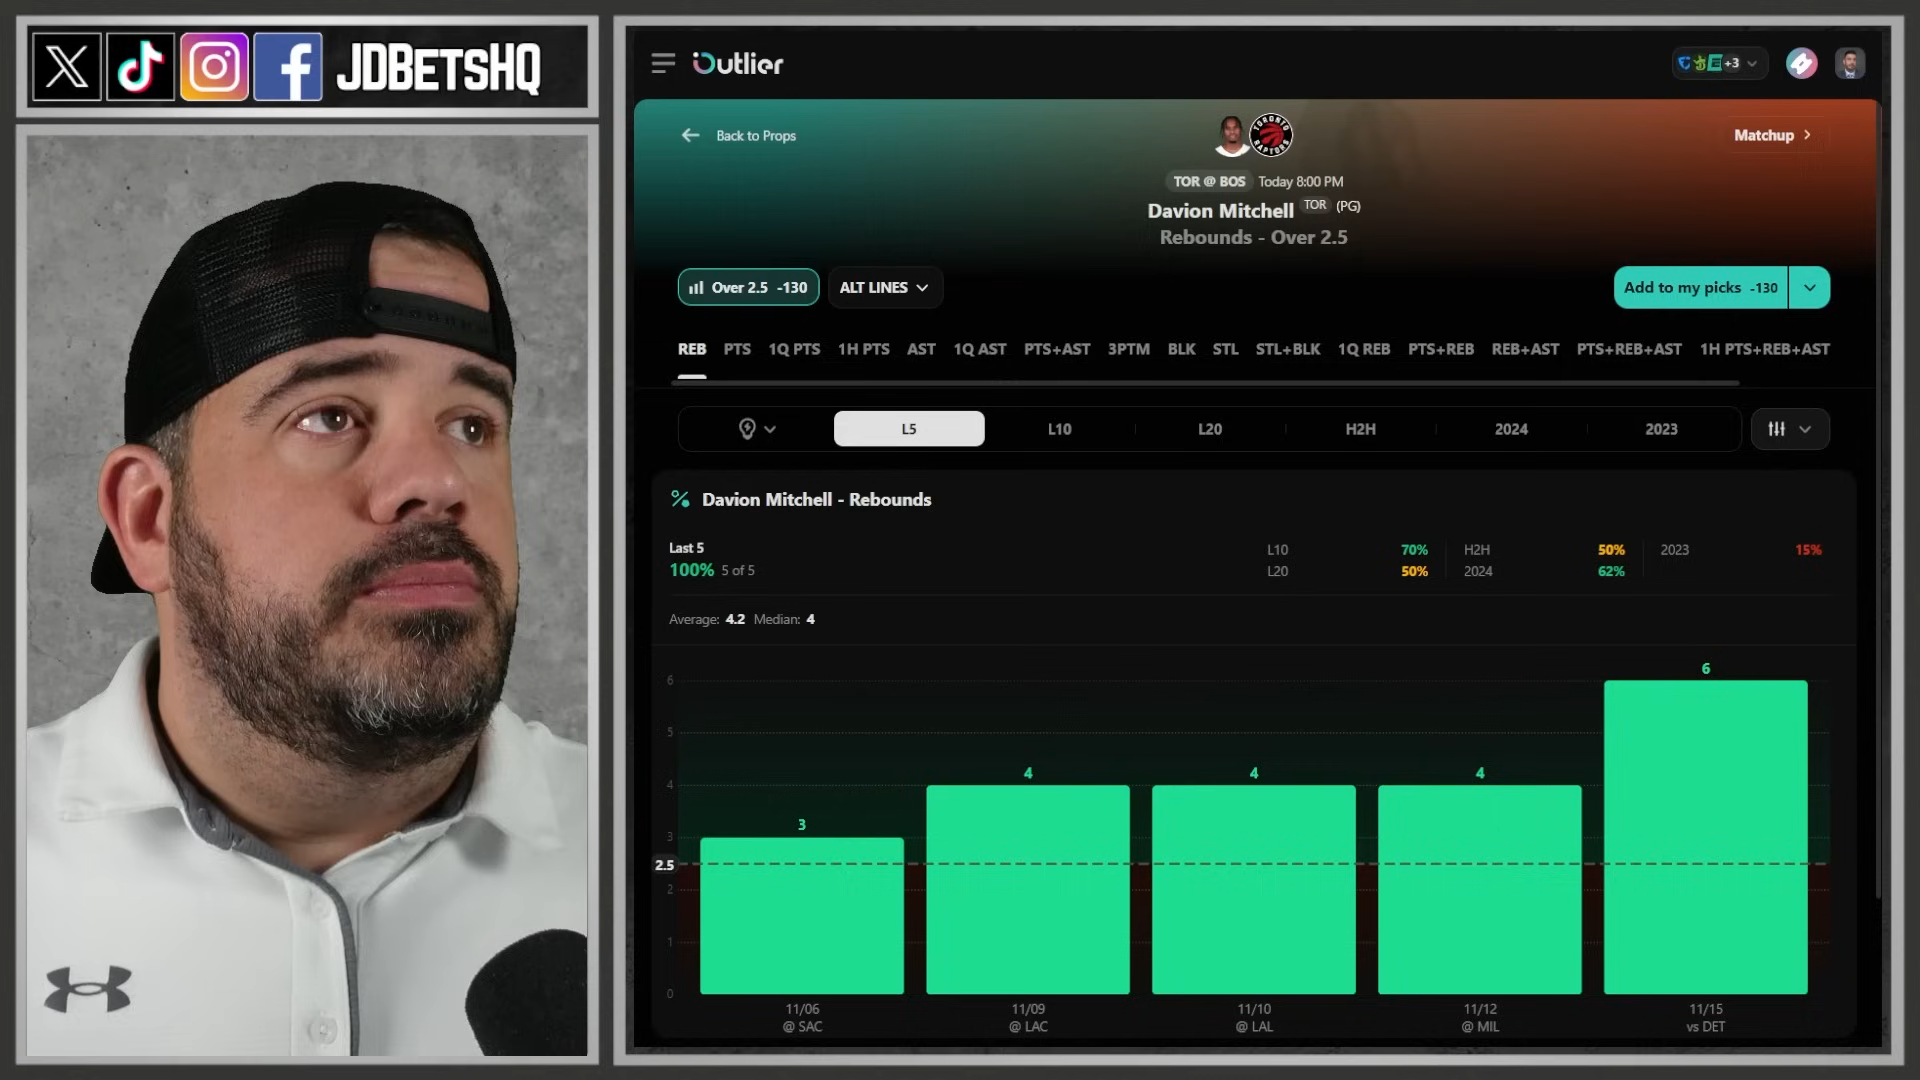 JDBETSHQ
Outlier
+3
Back to Props
TORONTO
RAPTORS
Matchup
TOR @ BOS Today 8:00 PM
Davion Mitchell TOR (PG)
Rebounds - Over 2.5
Over 2.5 -130
ALT LINES
Add to my picks -130
REB PTS 1Q PTS 1H PTS AST 1Q AST PTS+AST 3PTM BLK STL STL+BLK 1Q REB PTS+REB REB+AST PTS+REB+AST 1H PTS+REB+AST
L5 L10 L20 H2H 2024 2023
% Davion Mitchell - Rebounds
Last 5
100% 5 of 5
L10 70% H2H 50% 2023 15%
L20 50% 2024 62%
Average: 4.2 Median: 4
6
6
5
4 4 4
4
3
3
2.5
2
1
0
11/06 11/09 11/10 11/12 11/15
@ SAC @ LAC @ LAL @ MIL vs DET